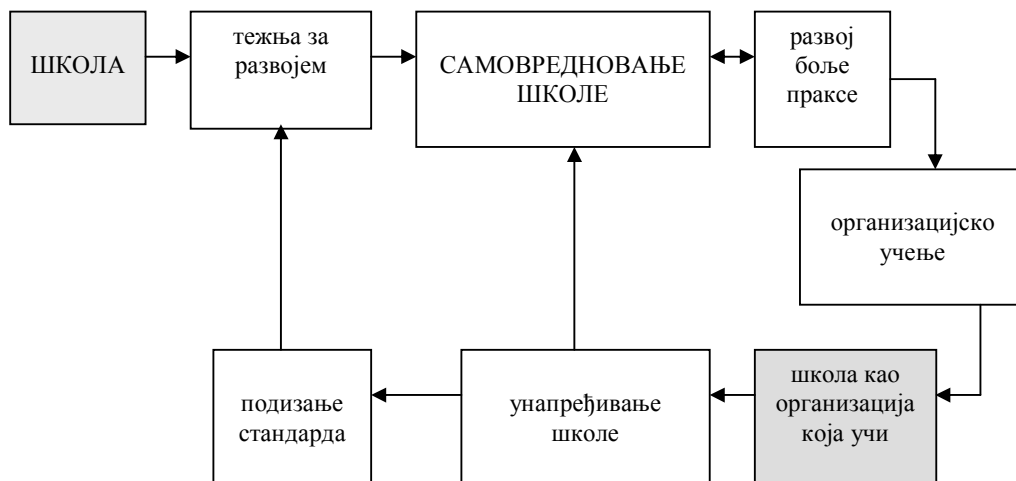 ШКОЛА
тежња за
развојем
САМОВРЕДНОВАЊЕ
ШКОЛЕ
развој
боље
праксе
организацијско
учење
школа као
организација
која учи
унапређивање
школе
подизање
стандарда